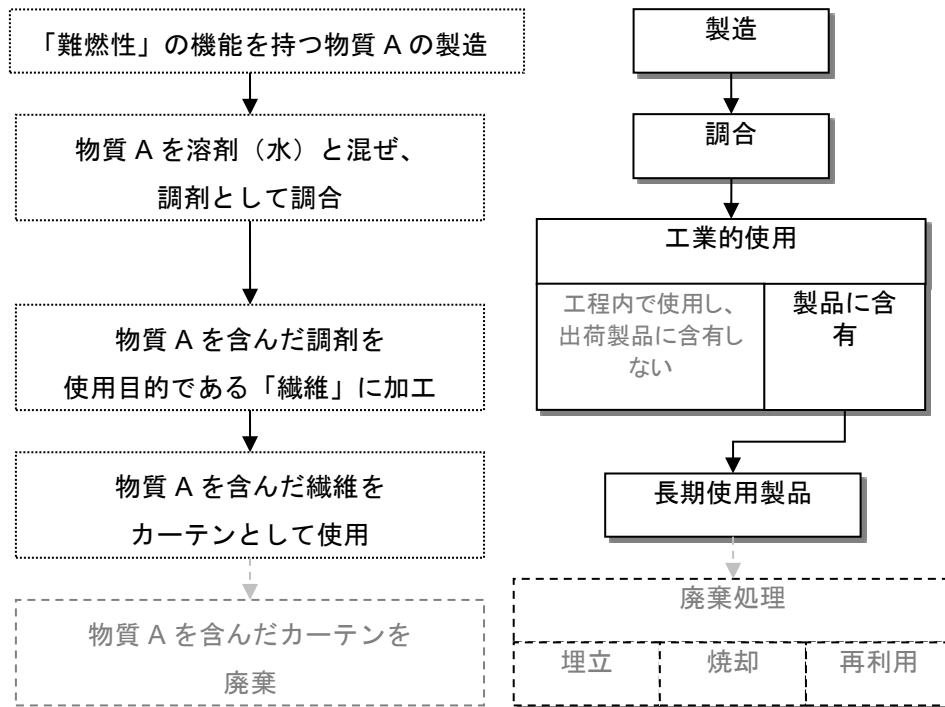 「難燃性」の機能を持つ物質 A の製造
物質 A を溶剤（水）と混ぜ、
調剤として調合
物質 A を含んだ調剤を
使用目的である「繊維」に加工
物質 A を含んだ繊維を
カーテンとして使用
物質 A を含んだカーテンを
廃棄
製造
調合
工業的使用
工程内で使用し、
出荷製品に含有し
ない
製品に含
有
長期使用製品
廃棄処理
埋立
焼却
再利用